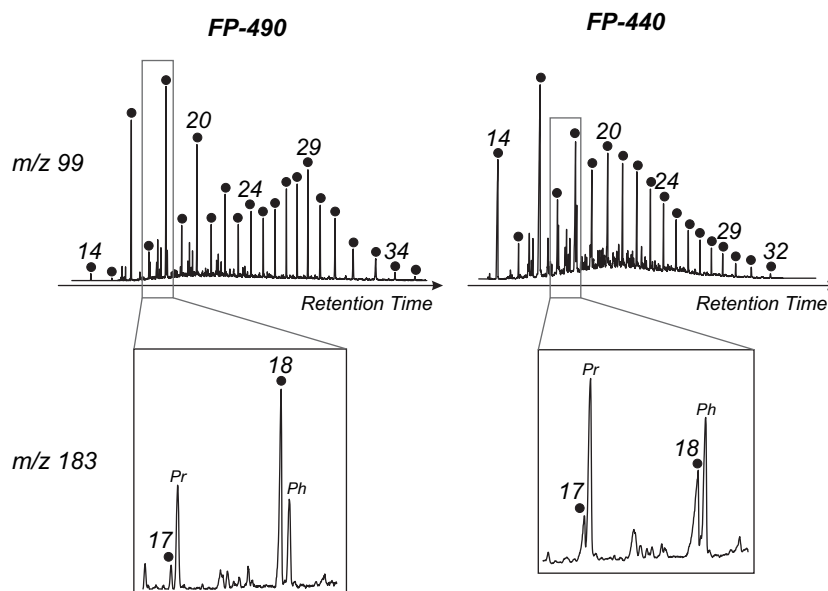 FP-490
FP-440
m/z 99
14
20
24
29
34
Retention Time
14
20
24
29
32
Retention Time
m/z 183
17
Pr
18
Ph
17
Pr
18
Ph